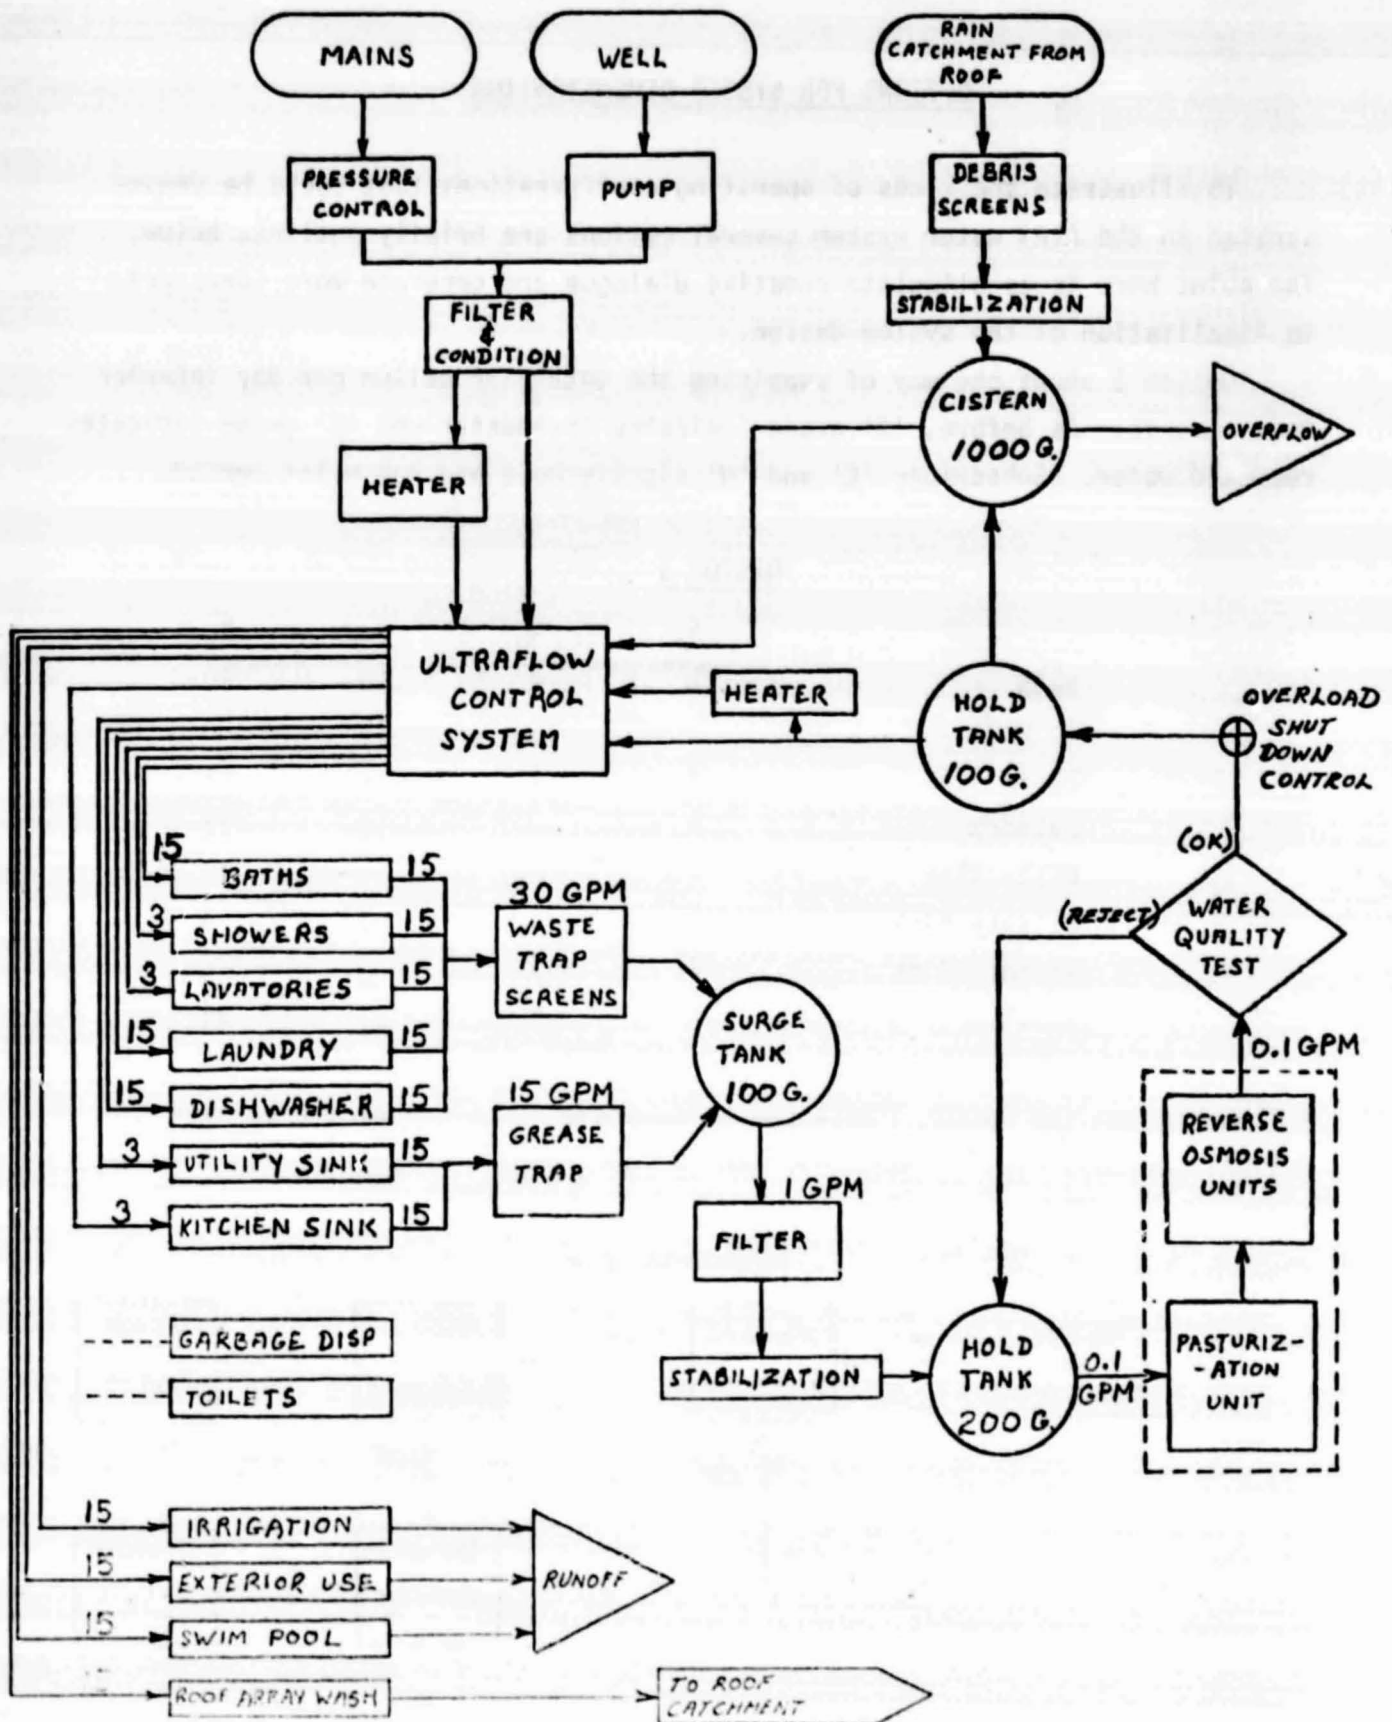 MAINS
WELL
RAIN
CATCHMENT FROM
ROOF
PRESSURE
CONTROL
PUMP
DEBRIS
SCREENS
FILTER
&
CONDITION
STABILIZATION
HEATER
CISTERN
1000 G.
OVERFLOW
ULTRAFLOW
CONTROL
SYSTEM
HEATER
HOLD
TANK
100 G.
OVERLOAD
SHUT
DOWN
CONTROL
(OK)
(REJECT)
WATER
QUALITY
TEST
15
BATHS
15
3
SHOWERS
15
3
LAVATORIES
15
15
LAUNDRY
15
15
DISHWASHER
15
3
UTILITY SINK
15
3
KITCHEN SINK
15
30 GPM
WASTE
TRAP
SCREENS
15 GPM
GREASE
TRAP
SURGE
TANK
100 G.
1 GPM
FILTER
STABILIZATION
HOLD
TANK
200 G.
0.1
GPM
0.1 GPM
REVERSE
OSMOSIS
UNITS
PASTURIZ-
-ATION
UNIT
GARBAGE DISP
TOILETS
15
IRRIGATION
15
EXTERIOR USE
15
SWIM POOL
RUNOFF
ROOF ARRAY WASH
TO ROOF
CATCHMENT